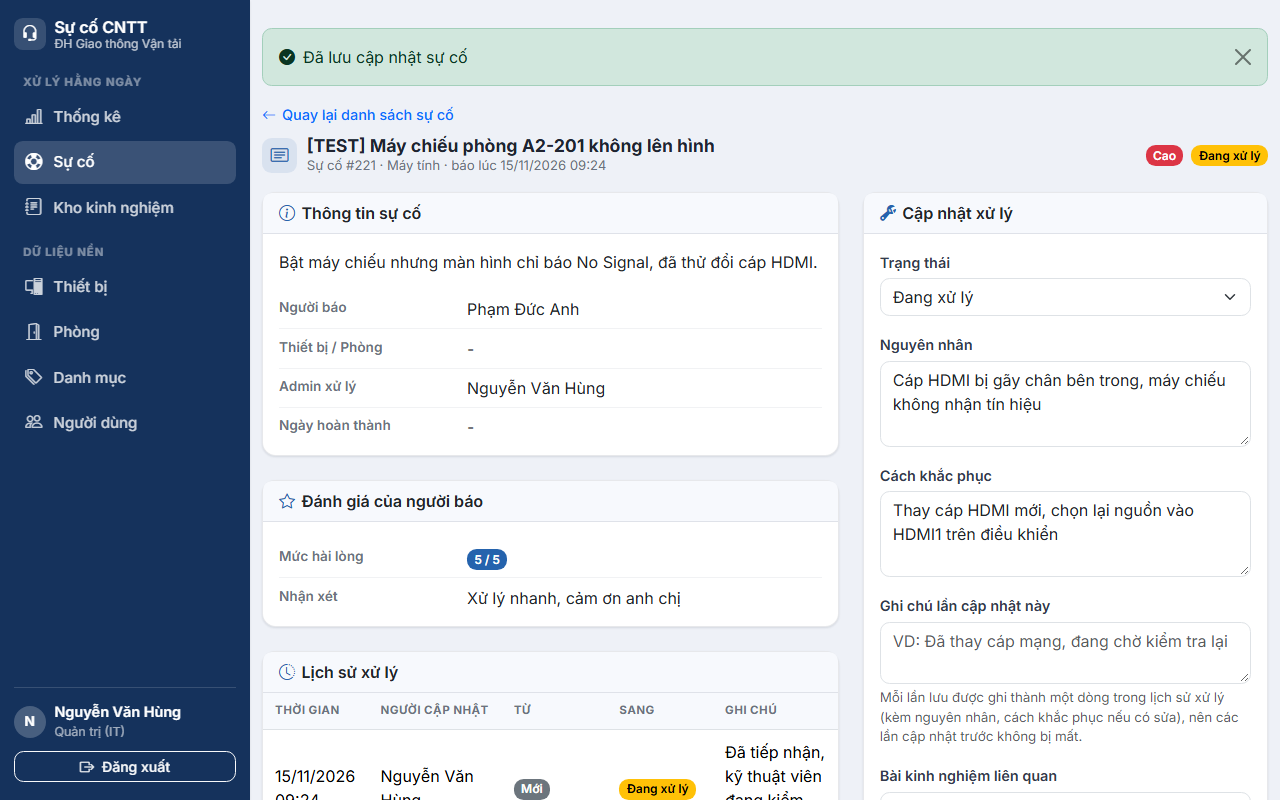 Sự cố CNTT
ĐH Giao thông Vận tải
XỬ LÝ HẰNG NGÀY
Thống kê
Sự cố
Kho kinh nghiệm
DỮ LIỆU NỀN
Thiết bị
Phòng
Danh mục
Người dùng
N
Nguyễn Văn Hùng
Quản trị (IT)
Đăng xuất
Đã lưu cập nhật sự cố
← Quay lại danh sách sự cố
[TEST] Máy chiếu phòng A2-201 không lên hình
Sự cố #221 · Máy tính · báo lúc 15/11/2026 09:24
Cao
Đang xử lý
Thông tin sự cố
Bật máy chiếu nhưng màn hình chỉ báo No Signal, đã thử đổi cáp HDMI.
Người báo
Phạm Đức Anh
Thiết bị / Phòng
-
Admin xử lý
Nguyễn Văn Hùng
Ngày hoàn thành
-
Đánh giá của người báo
Mức hài lòng
5 / 5
Nhận xét
Xử lý nhanh, cảm ơn anh chị
Lịch sử xử lý
THỜI GIAN NGƯỜI CẬP NHẬT TỪ SANG GHI CHÚ
15/11/2026
09:24
Nguyễn Văn
Hùng
Mới
Đang xử lý
Đã tiếp nhận,
kỹ thuật viên
đang kiểm
Cập nhật xử lý
Trạng thái
Đang xử lý
Nguyên nhân
Cáp HDMI bị gãy chân bên trong, máy chiếu
không nhận tín hiệu
Cách khắc phục
Thay cáp HDMI mới, chọn lại nguồn vào
HDMI1 trên điều khiển
Ghi chú lần cập nhật này
VD: Đã thay cáp mạng, đang chờ kiểm tra lại
Mỗi lần lưu được ghi thành một dòng trong lịch sử xử lý
(kèm nguyên nhân, cách khắc phục nếu có sửa), nên các
lần cập nhật trước không bị mất.
Bài kinh nghiệm liên quan